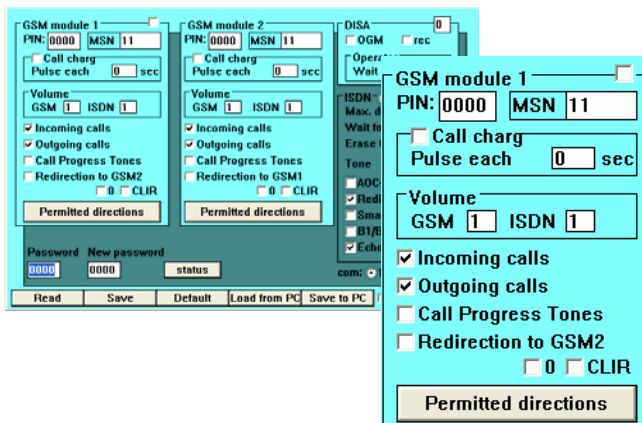 GSM module 1
PIN: 0000 MSN 11
Call charg
Pulse each 0 sec
Volume
GSM 1 ISDN 1
Incoming calls
Outgoing calls
Call Progress Tones
Redirection to GSM2
0 CLIR
Permitted directions
GSM module 2
PIN: 0000 MSN 11
Call charg
Pulse each 0 sec
Volume
GSM 1 ISDN 1
Incoming calls
Outgoing calls
Call Progress Tones
Redirection to GSM1
0 CLIR
Permitted directions
DISA 0
OGM rec
Wait
ISDN
Max.
Wait
Erase
Tone
Password New password
0000 0000 status
com:
Read Save Default Load from PC Save to PC
GSM module 1
PIN: 0000 MSN 11
Call charg
Pulse each 0 sec
Volume
GSM 1 ISDN 1
Incoming calls
Outgoing calls
Call Progress Tones
Redirection to GSM2
0 CLIR
Permitted directions